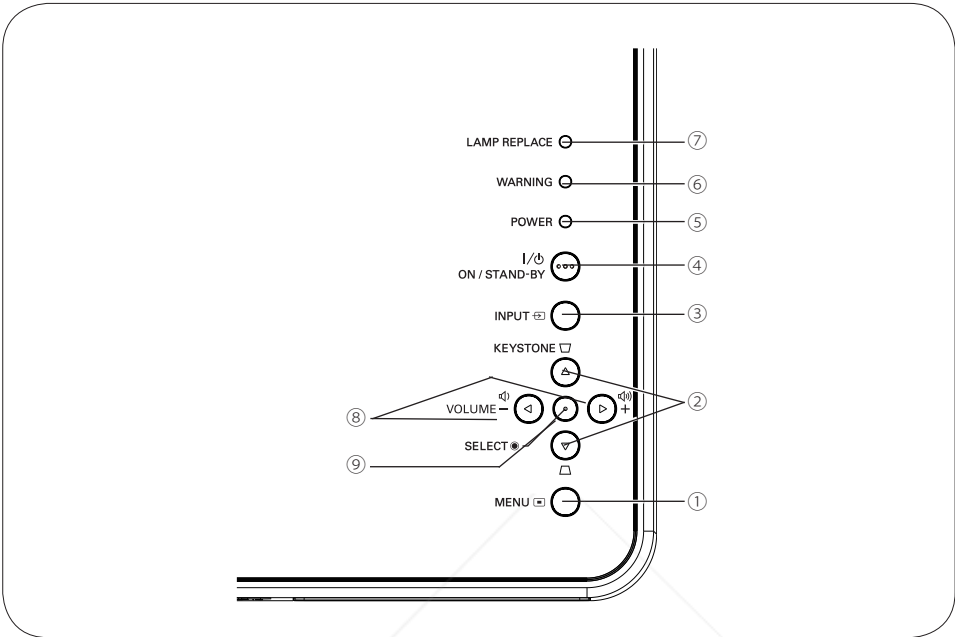 LAMP REPLACE ⑦
WARNING ⑥
POWER ⑤
ON / STAND-BY ④
INPUT ③
KEYSTONE
VOLUME − + ② ⑧
SELECT ⑨
MENU ①